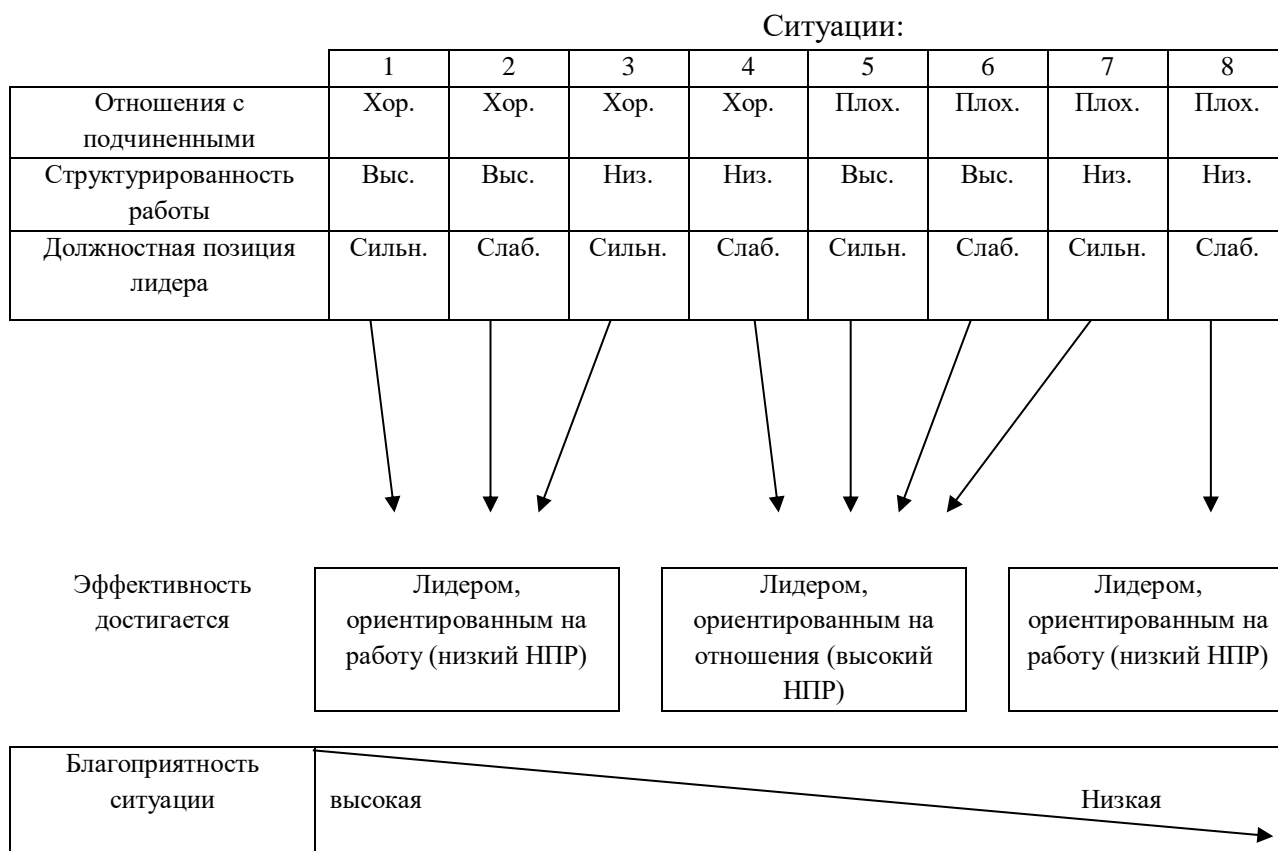 Ситуации:
1 2 3 4 5 6 7 8
Отношения с
подчиненными
Хор. Хор. Хор. Хор. Плох. Плох. Плох. Плох.
Структурированность
работы
Выс. Выс. Низ. Низ. Выс. Выс. Низ. Низ.
Должностная позиция
лидера
Сильн. Слаб. Сильн. Слаб. Сильн. Слаб. Сильн. Слаб.
Эффективность
достигается
Лидером,
ориентированным на
работу (низкий НПР)
Лидером,
ориентированным на
отношения (высокий
НПР)
Лидером,
ориентированным на
работу (низкий НПР)
Благоприятность
ситуации
высокая
Низкая